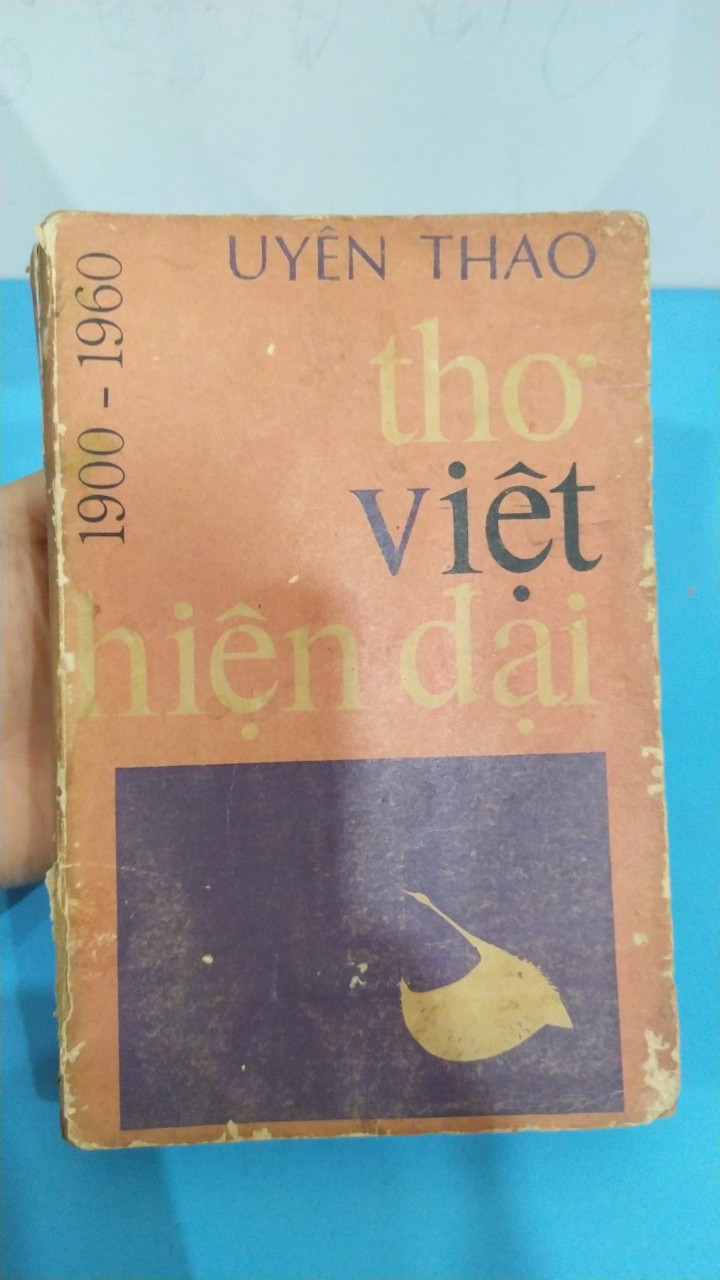 UYÊN THAO
1900 - 1960
thơ
việt
hiện đại